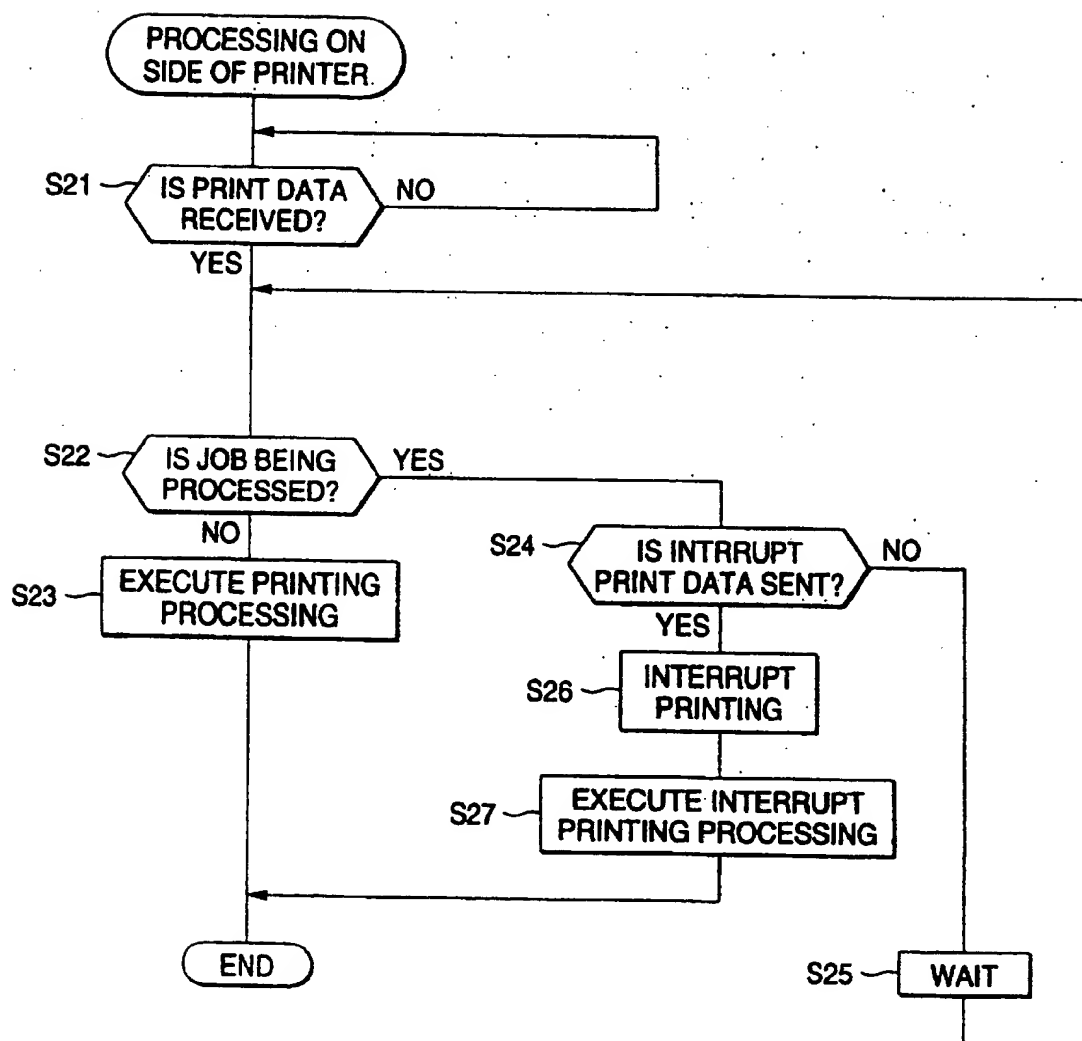 PROCESSING ON
SIDE OF PRINTER
S21
IS PRINT DATA
RECEIVED?
NO
YES
S22
IS JOB BEING
PROCESSED?
YES
NO
S23
EXECUTE PRINTING
PROCESSING
S24
IS INTRRUPT
PRINT DATA SENT?
NO
YES
S26
INTERRUPT
PRINTING
S27
EXECUTE INTERRUPT
PRINTING PROCESSING
END
S25
WAIT